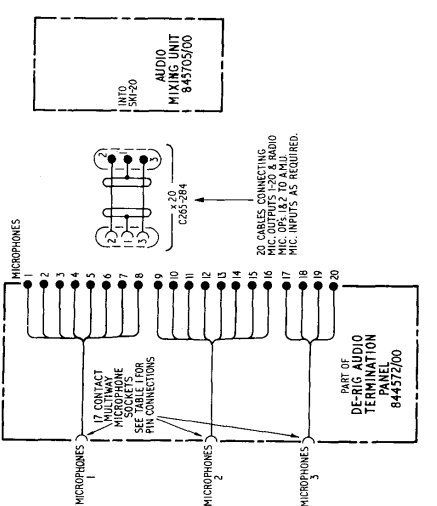 AUDIO
MIXING UNIT
845705/00
INTO
SK1-20
2
1
3
2
1
3
x 20
C265-284
20 CABLES CONNECTING
MIC. OUTPUTS 1-20 & RADIO
MIC. OPS. 1&2 TO A.M.U.
MIC. INPUTS AS REQUIRED.
MICROPHONES
1
2
3
4
5
6
7
8
9
10
11
12
13
14
15
16
17
18
19
20
17 CONTACT
MULTIWAY
MICROPHONE
SOCKETS
SEE TABLE 1 FOR
PIN CONNECTIONS
PART OF
DE-RIG AUDIO
TERMINATION
PANEL
844572/00
MICROPHONES
1
MICROPHONES
2
MICROPHONES
3